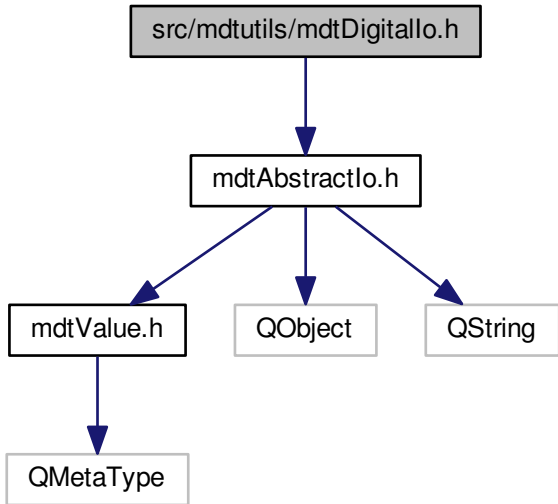 src/mdtutils/mdtDigitalIo.h
mdtAbstractIo.h
mdtValue.h
QObject
QString
QMetaType